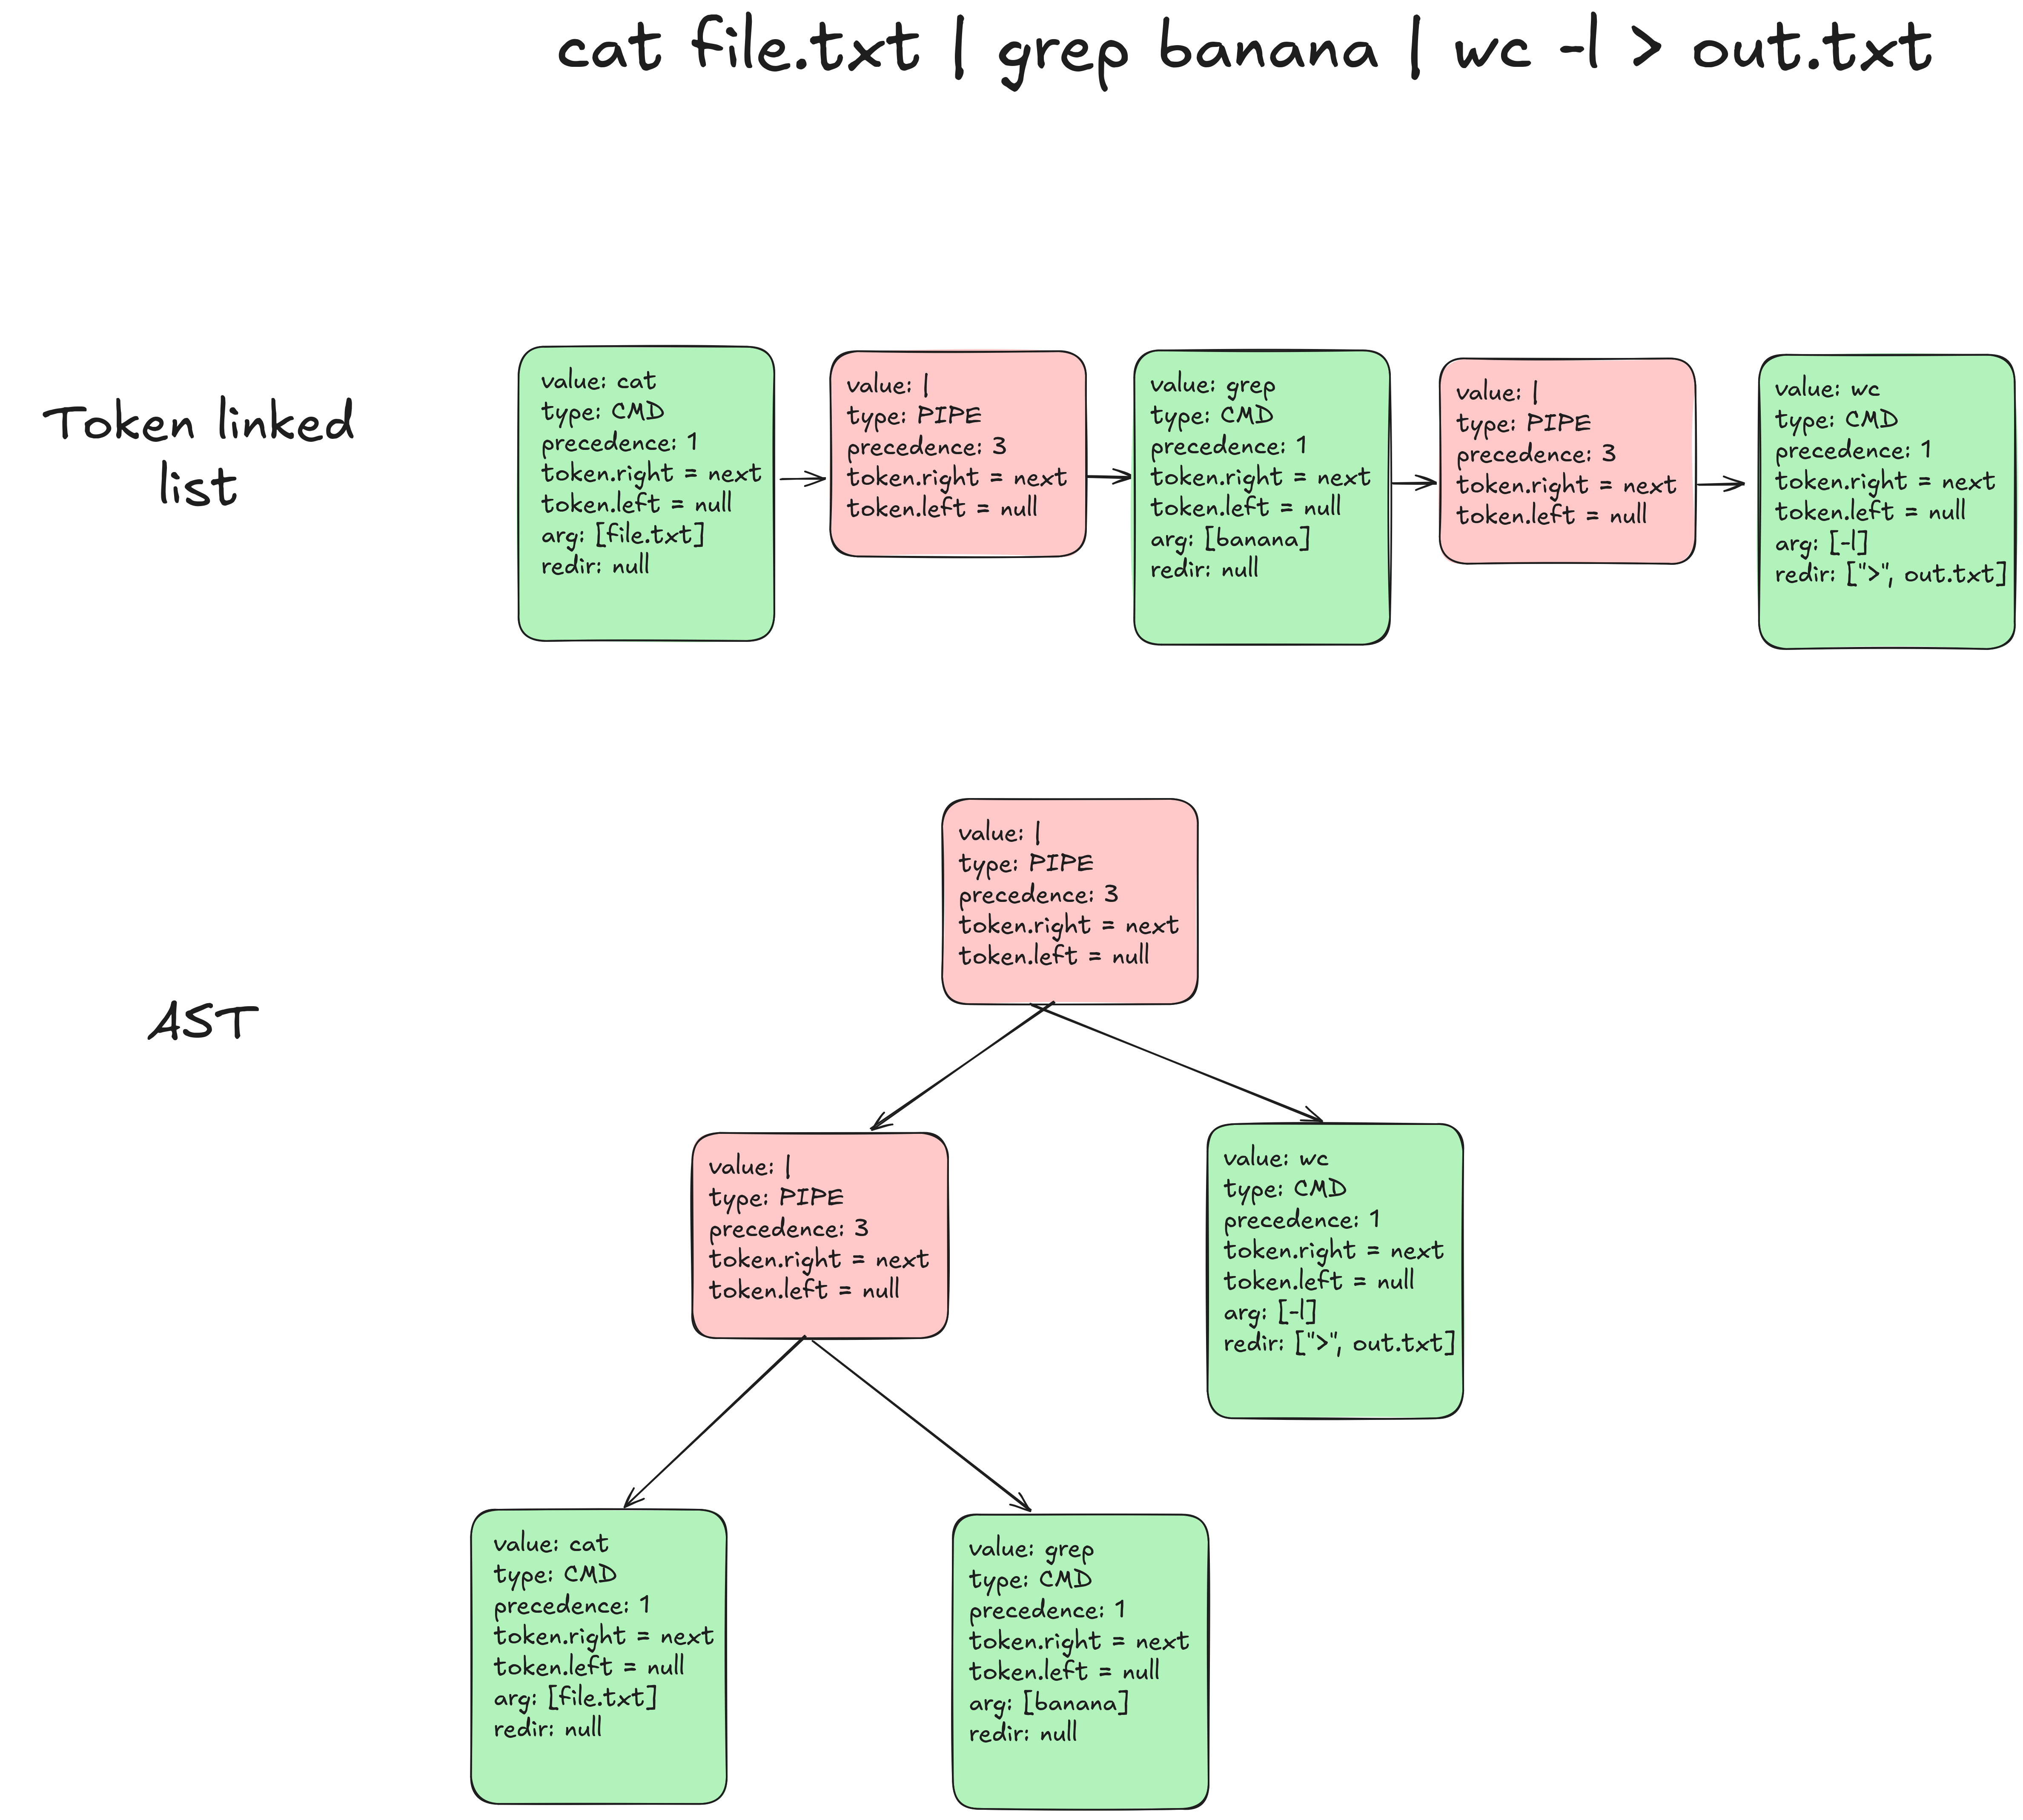 cat file.txt | grep banana | wc -l > out.txt
Token linked
list
value: cat
type: CMD
precedence: 1
token.right = next
token.left = null
arg: [file.txt]
redir: null
value: |
type: PIPE
precedence: 3
token.right = next
token.left = null
value: grep
type: CMD
precedence: 1
token.right = next
token.left = null
arg: [banana]
redir: null
value: |
type: PIPE
precedence: 3
token.right = next
token.left = null
value: wc
type: CMD
precedence: 1
token.right = next
token.left = null
arg: [-l]
redir: [">", out.txt]
AST
value: |
type: PIPE
precedence: 3
token.right = next
token.left = null
value: |
type: PIPE
precedence: 3
token.right = next
token.left = null
value: wc
type: CMD
precedence: 1
token.right = next
token.left = null
arg: [-l]
redir: [">", out.txt]
value: cat
type: CMD
precedence: 1
token.right = next
token.left = null
arg: [file.txt]
redir: null
value: grep
type: CMD
precedence: 1
token.right = next
token.left = null
arg: [banana]
redir: null